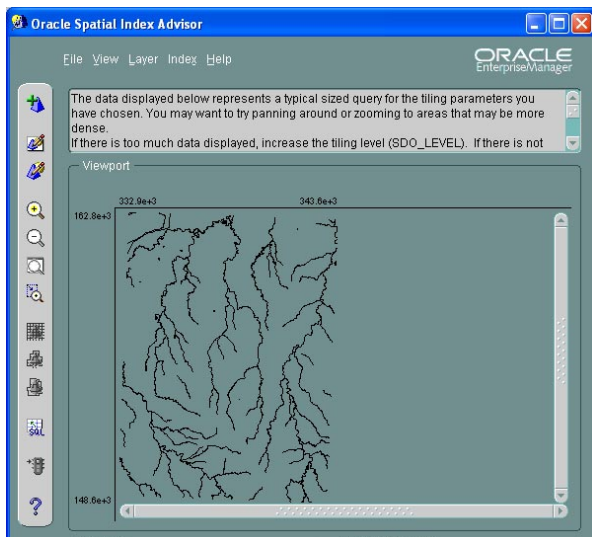 Oracle Spatial Index Advisor
File View Layer Index Help
ORACLE
EnterpriseManager
The data displayed below represents a typical sized query for the tiling parameters you
have chosen. You may want to try panning around or zooming to areas that may be more
dense.
If there is too much data displayed, increase the tiling level (SDO_LEVEL). If there is not
Viewport
332.9e+3 343.6e+3
162.8e+3
148.6e+3
SQL
?